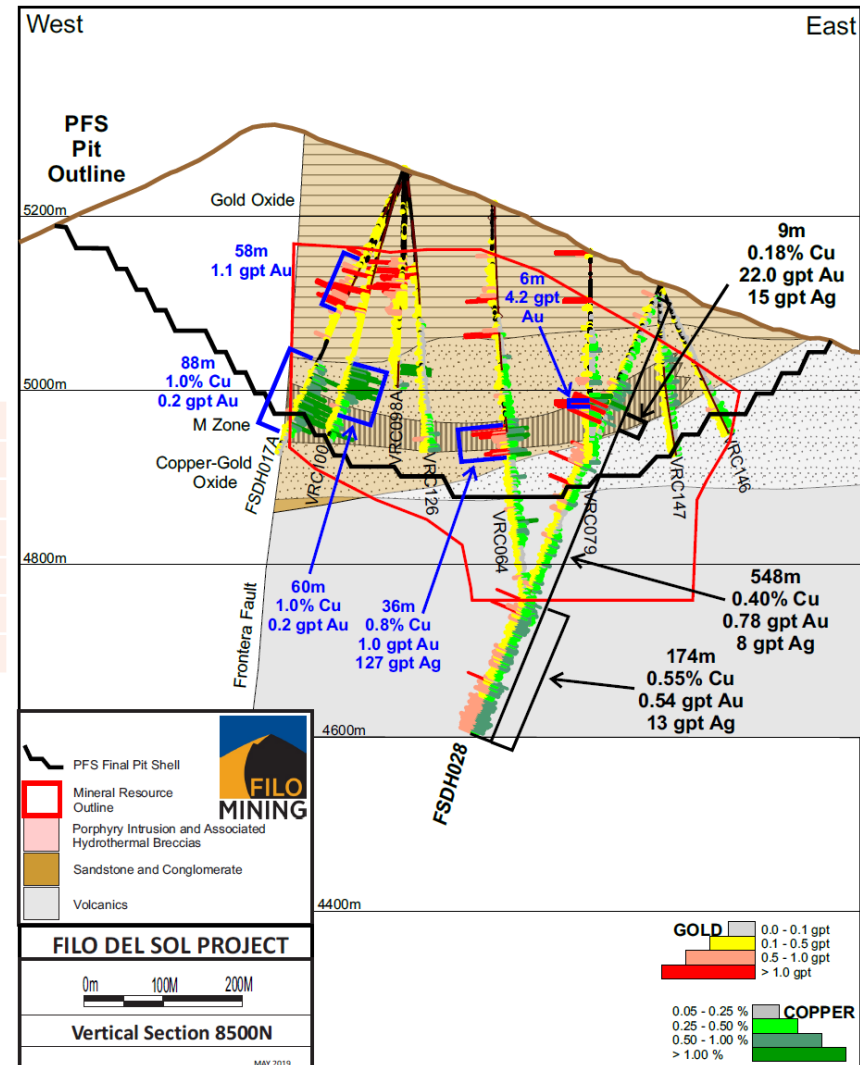 West
East
PFS
Pit
Outline
Gold Oxide
5200m
9m
0.18% Cu
22.0 gpt Au
15 gpt Ag
58m
1.1 gpt Au
6m
4.2 gpt
Au
88m
1.0% Cu
0.2 gpt Au
5000m
M Zone
Copper-Gold
Oxide
FSDH017A
VRC100
VRC098A
VRC126
VRC064
VRC079
VRC147
VRC146
4800m
60m
1.0% Cu
0.2 gpt Au
36m
0.8% Cu
1.0 gpt Au
127 gpt Ag
548m
0.40% Cu
0.78 gpt Au
8 gpt Ag
174m
0.55% Cu
0.54 gpt Au
13 gpt Ag
Frontera Fault
4600m
FSDH028
4400m
PFS Final Pit Shell
Mineral Resource
Outline
Porphyry Intrusion and Associated
Hydrothermal Breccias
Sandstone and Conglomerate
Volcanics
FILO
MINING
FILO DEL SOL PROJECT
0m 100M 200M
Vertical Section 8500N
MAY 2019
GOLD
0.0 - 0.1 gpt
0.1 - 0.5 gpt
0.5 - 1.0 gpt
> 1.0 gpt
COPPER
0.05 - 0.25 %
0.25 - 0.50 %
0.50 - 1.00 %
> 1.00 %